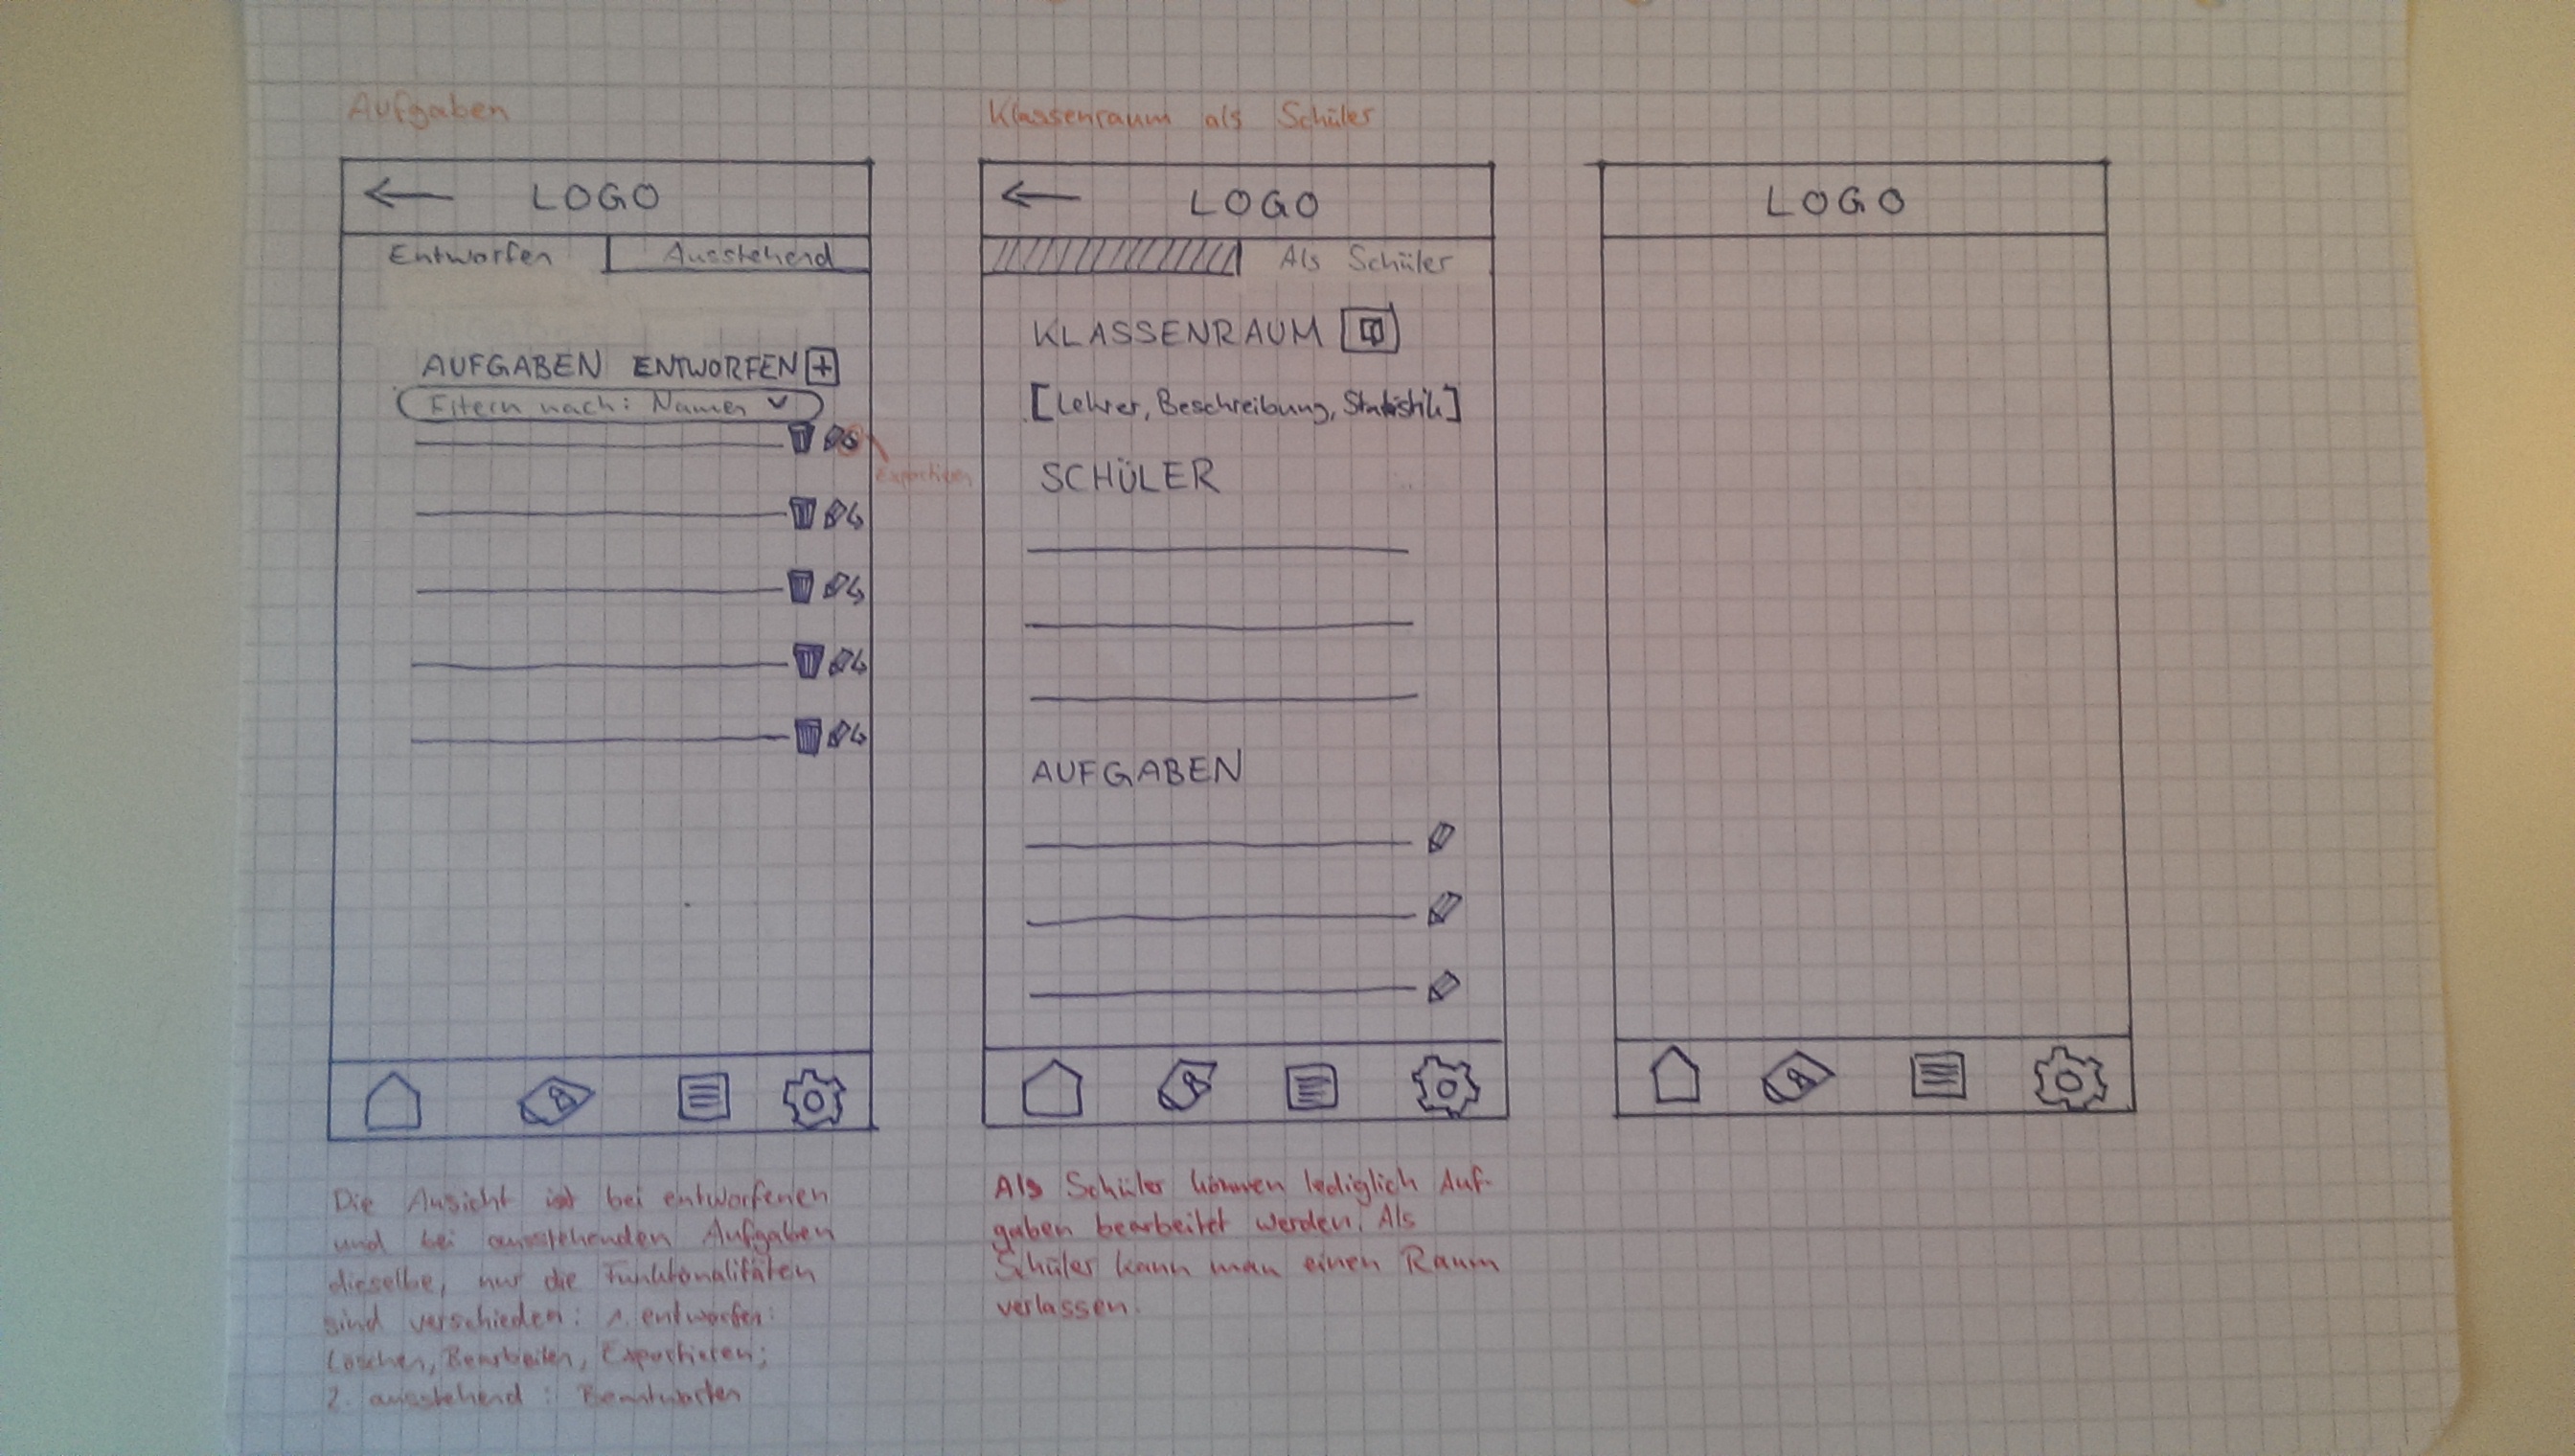 Aufgaben
LOGO
Entworfen
Ausstehend
AUFGABEN ENTWORFEN
Filtern nach: Namen
Exportieren
Die Ansicht ist bei entworfenen
und bei ausstehenden Aufgaben
dieselbe, nur die Funktionalitäten
sind verschieden: 1. entworfen:
Löschen, Bearbeiten, Exportieren;
2. ausstehend: Beantworten
Klassenraum als Schüler
LOGO
Als Schüler
KLASSENRAUM
[Lehrer, Beschreibung, Statistik]
SCHÜLER
AUFGABEN
Als Schüler können lediglich Auf-
gaben bearbeitet werden. Als
Schüler kann man einen Raum
verlassen.
LOGO